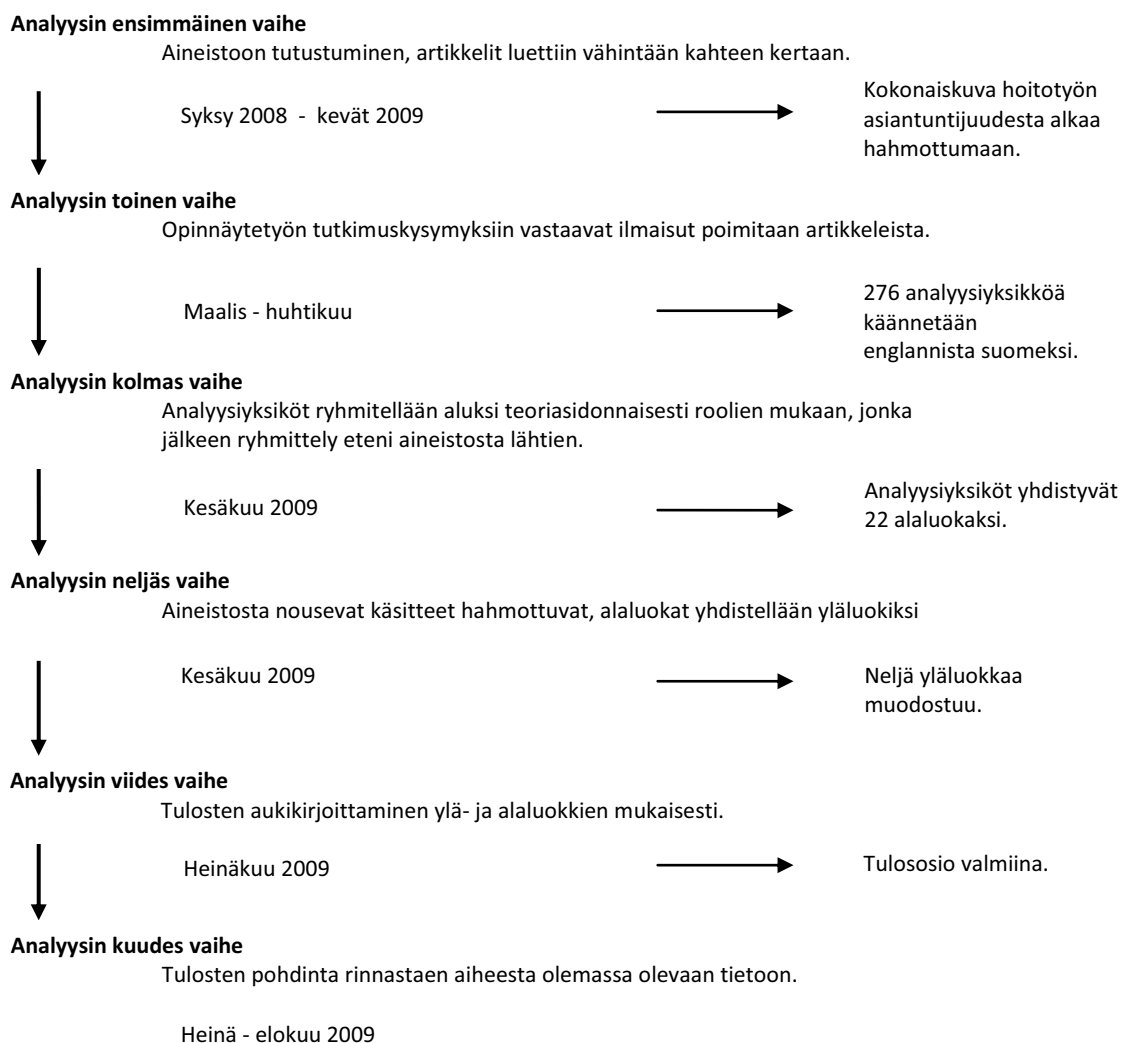 Analyysin ensimmäinen vaihe
Aineistoon tutustuminen, artikkelit luettiin vähintään kahteen kertaan.
Syksy 2008 - kevät 2009
Kokonaiskuva hoitotyön
asiantuntijuudesta alkaa
hahmottumaan.
Analyysin toinen vaihe
Opinnäytetyön tutkimuskysymyksiin vastaavat ilmaisut poimitaan artikkeleista.
Maalis - huhtikuu
276 analyysiyksikköä
käännetään
englannista suomeksi.
Analyysin kolmas vaihe
Analyysiyksiköt ryhmitellään aluksi teoriasidonnaisesti roolien mukaan, jonka
jälkeen ryhmittely eteni aineistosta lähtien.
Kesäkuu 2009
Analyysiyksiköt yhdistyvät
22 alaluokaksi.
Analyysin neljäs vaihe
Aineistosta nousevat käsitteet hahmottuvat, alaluokat yhdistellään yläluokiksi
Kesäkuu 2009
Neljä yläluokkaa
muodostuu.
Analyysin viides vaihe
Tulosten aukikirjoittaminen ylä- ja alaluokkien mukaisesti.
Heinäkuu 2009
Tulososio valmiina.
Analyysin kuudes vaihe
Tulosten pohdinta rinnastaen aiheesta olemassa olevaan tietoon.
Heinä - elokuu 2009